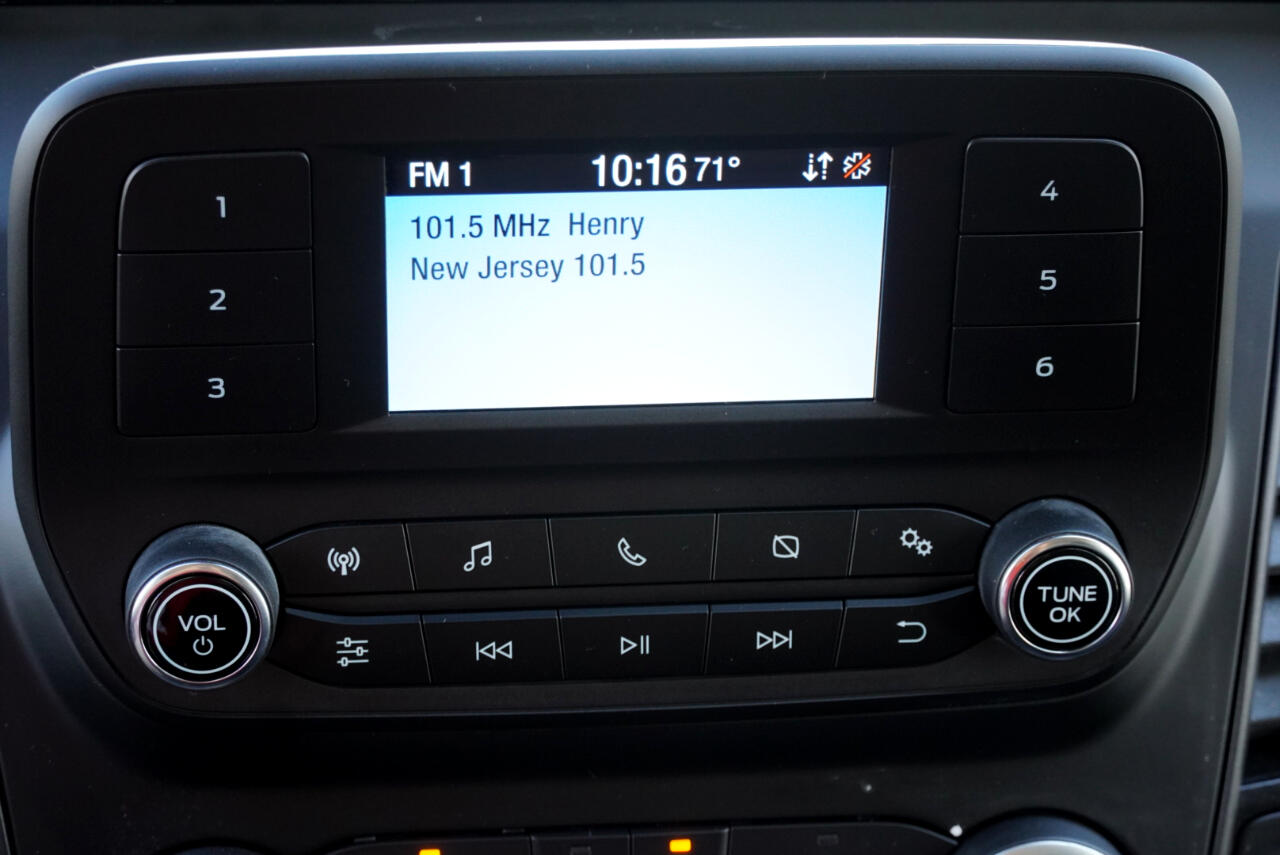 FM 1 10:16 71°
101.5 MHz Henry
New Jersey 101.5
1
2
3
4
5
6
VOL
TUNE
OK